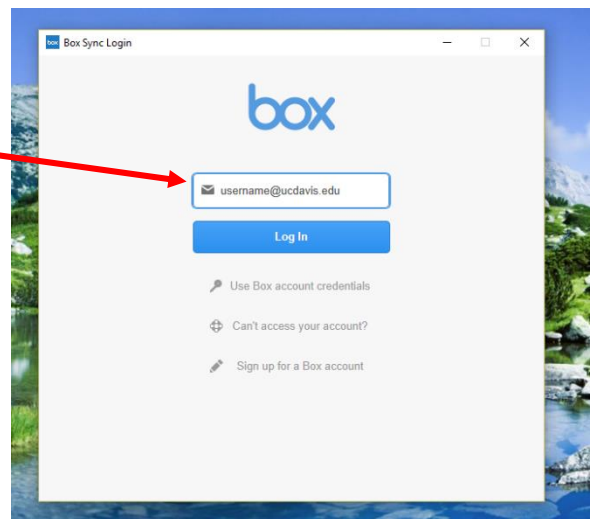 box Box Sync Login
box
username@ucdavis.edu
Log In
Use Box account credentials
Can't access your account?
Sign up for a Box account